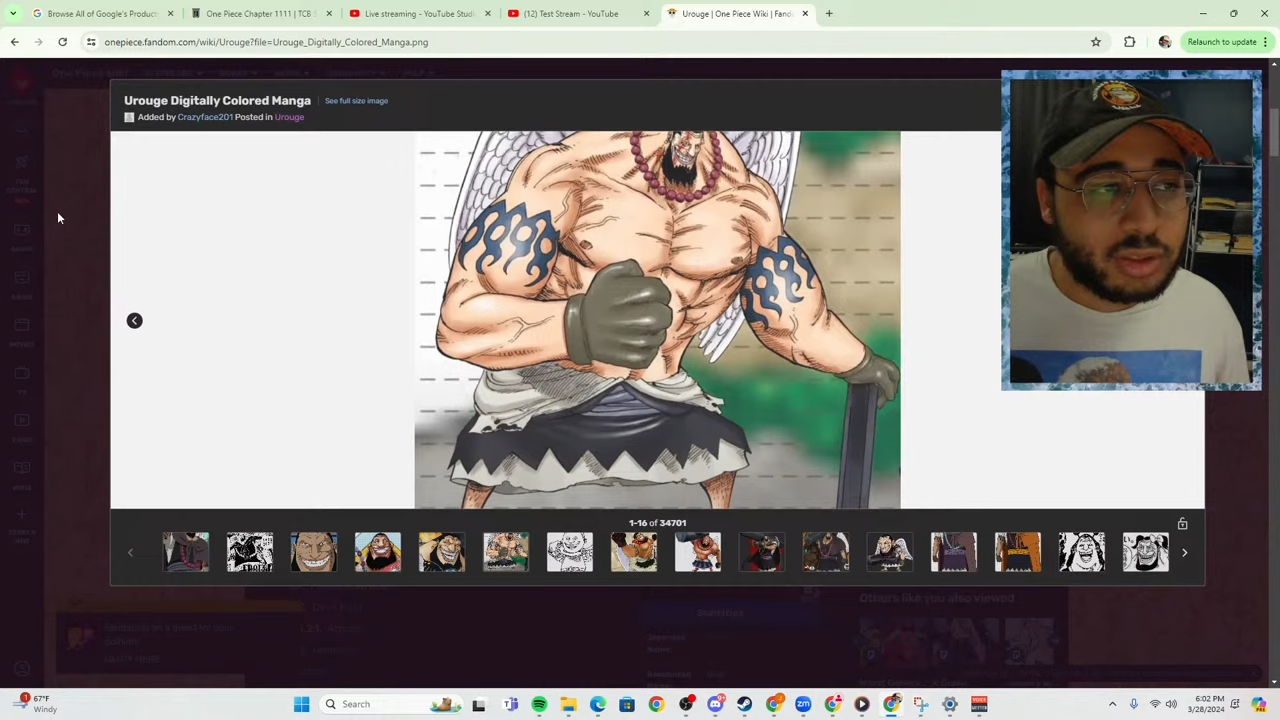 Browse All of Google's Product
One Piece Chapter 1111 | TCB S
Live streaming - YouTube Studi
(12) Test Stream - YouTube
Urouge | One Piece Wiki | Fand
onepiece.fandom.com/wiki/Urouge?file=Urouge_Digitally_Colored_Manga.png
Relaunch to update
Urouge Digitally Colored Manga
See full size image
Added by Crazyface201 Posted in Urouge
1-16 of 34701
Others like you also viewed
Statistics
67°F
Windy
Search
6:02 PM
3/28/2024